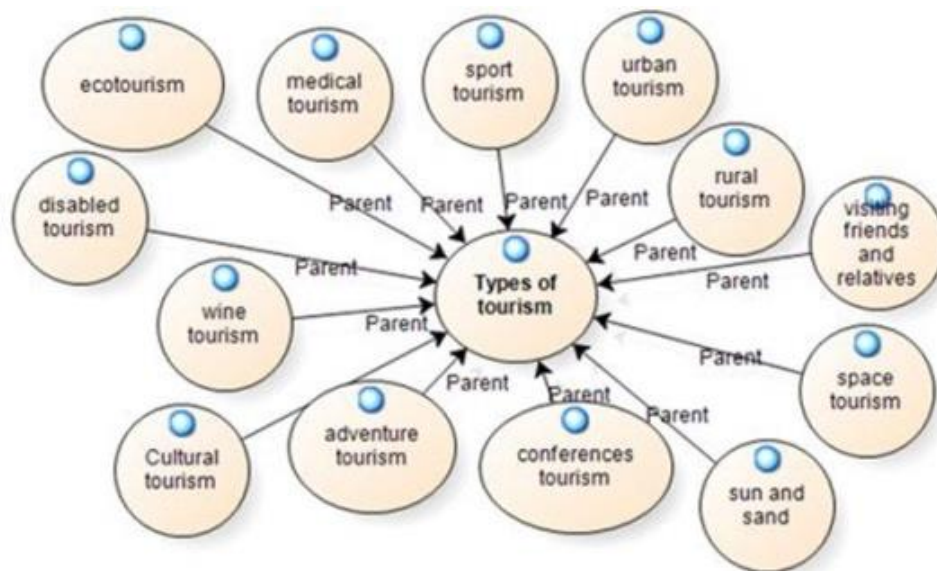 ecotourism
medical
tourism
sport
tourism
urban
tourism
rural
tourism
visiting
friends
and
relatives
disabled
tourism
Parent
Parent
Parent
Parent
Parent
Parent
Parent
Types of
tourism
wine
tourism
Parent
space
tourism
Parent
Parent
Parent
Parent
Cultural
tourism
adventure
tourism
conferences
tourism
sun and
sand